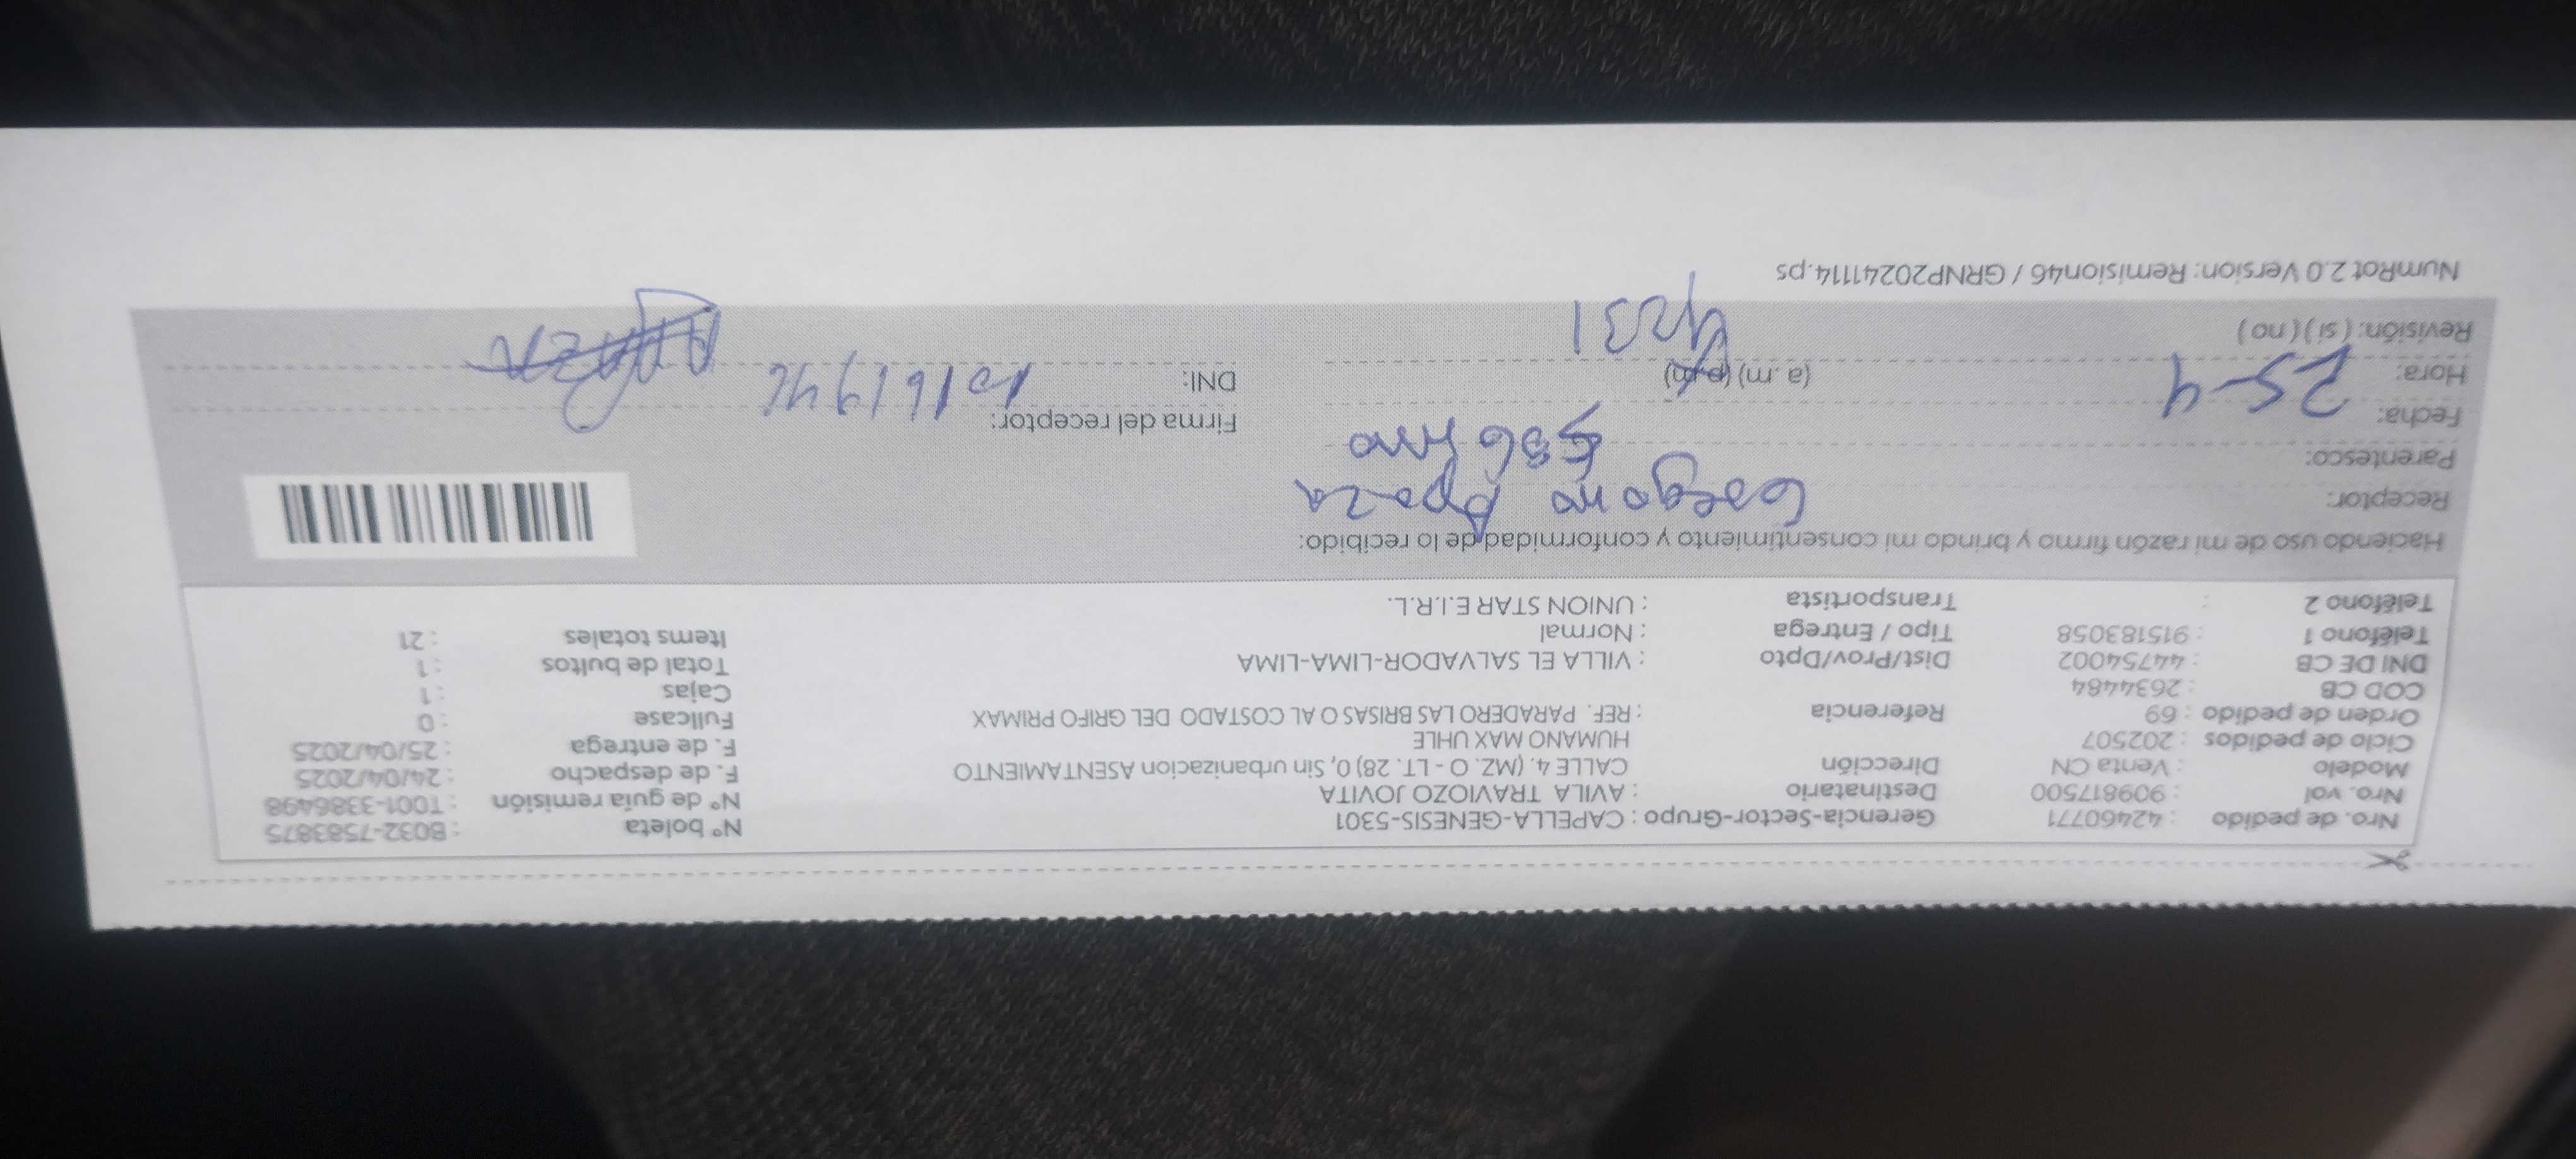 Nro. de pedido : 42460771 Gerencia-Sector-Grupo : CAPELLA-GENESIS-5301 N° boleta : B032-7583875
Nro. vol : 909817500 Destinatario : AVILA TRAVIOZO JOVITA N° de guía remisión : T001-3386498
Modelo : Venta CN Dirección CALLE 4. (MZ. O - LT. 28) 0, Sin urbanizacion ASENTAMIENTO F. de despacho : 24/04/2025
Ciclo de pedidos : 202507 HUMANO MAX UHLE F. de entrega : 25/04/2025
Orden de pedido : 69 Referencia : REF. PARADERO LAS BRISAS O AL COSTADO DEL GRIFO PRIMAX Fullcase : 0
COD CB : 2634484 Cajas : 1
DNI DE CB : 44754002 Dist/Prov/Dpto : VILLA EL SALVADOR-LIMA-LIMA Total de bultos : 1
Teléfono 1 : 915183058 Tipo / Entrega : Normal Items totales : 21
Teléfono 2 : Transportista : UNION STAR E.I.R.L.
Haciendo uso de mi razón firmo y brindo mi consentimiento y conformidad de lo recibido:
Receptor: Apaza
Parentesco:
Fecha: 25-4 Firma del receptor:
Hora: (a.m) (p.m) DNI:
Revisión: ( si ) ( no )
NumRot 2.0 Version: Remision46 / GRNP20241114.ps